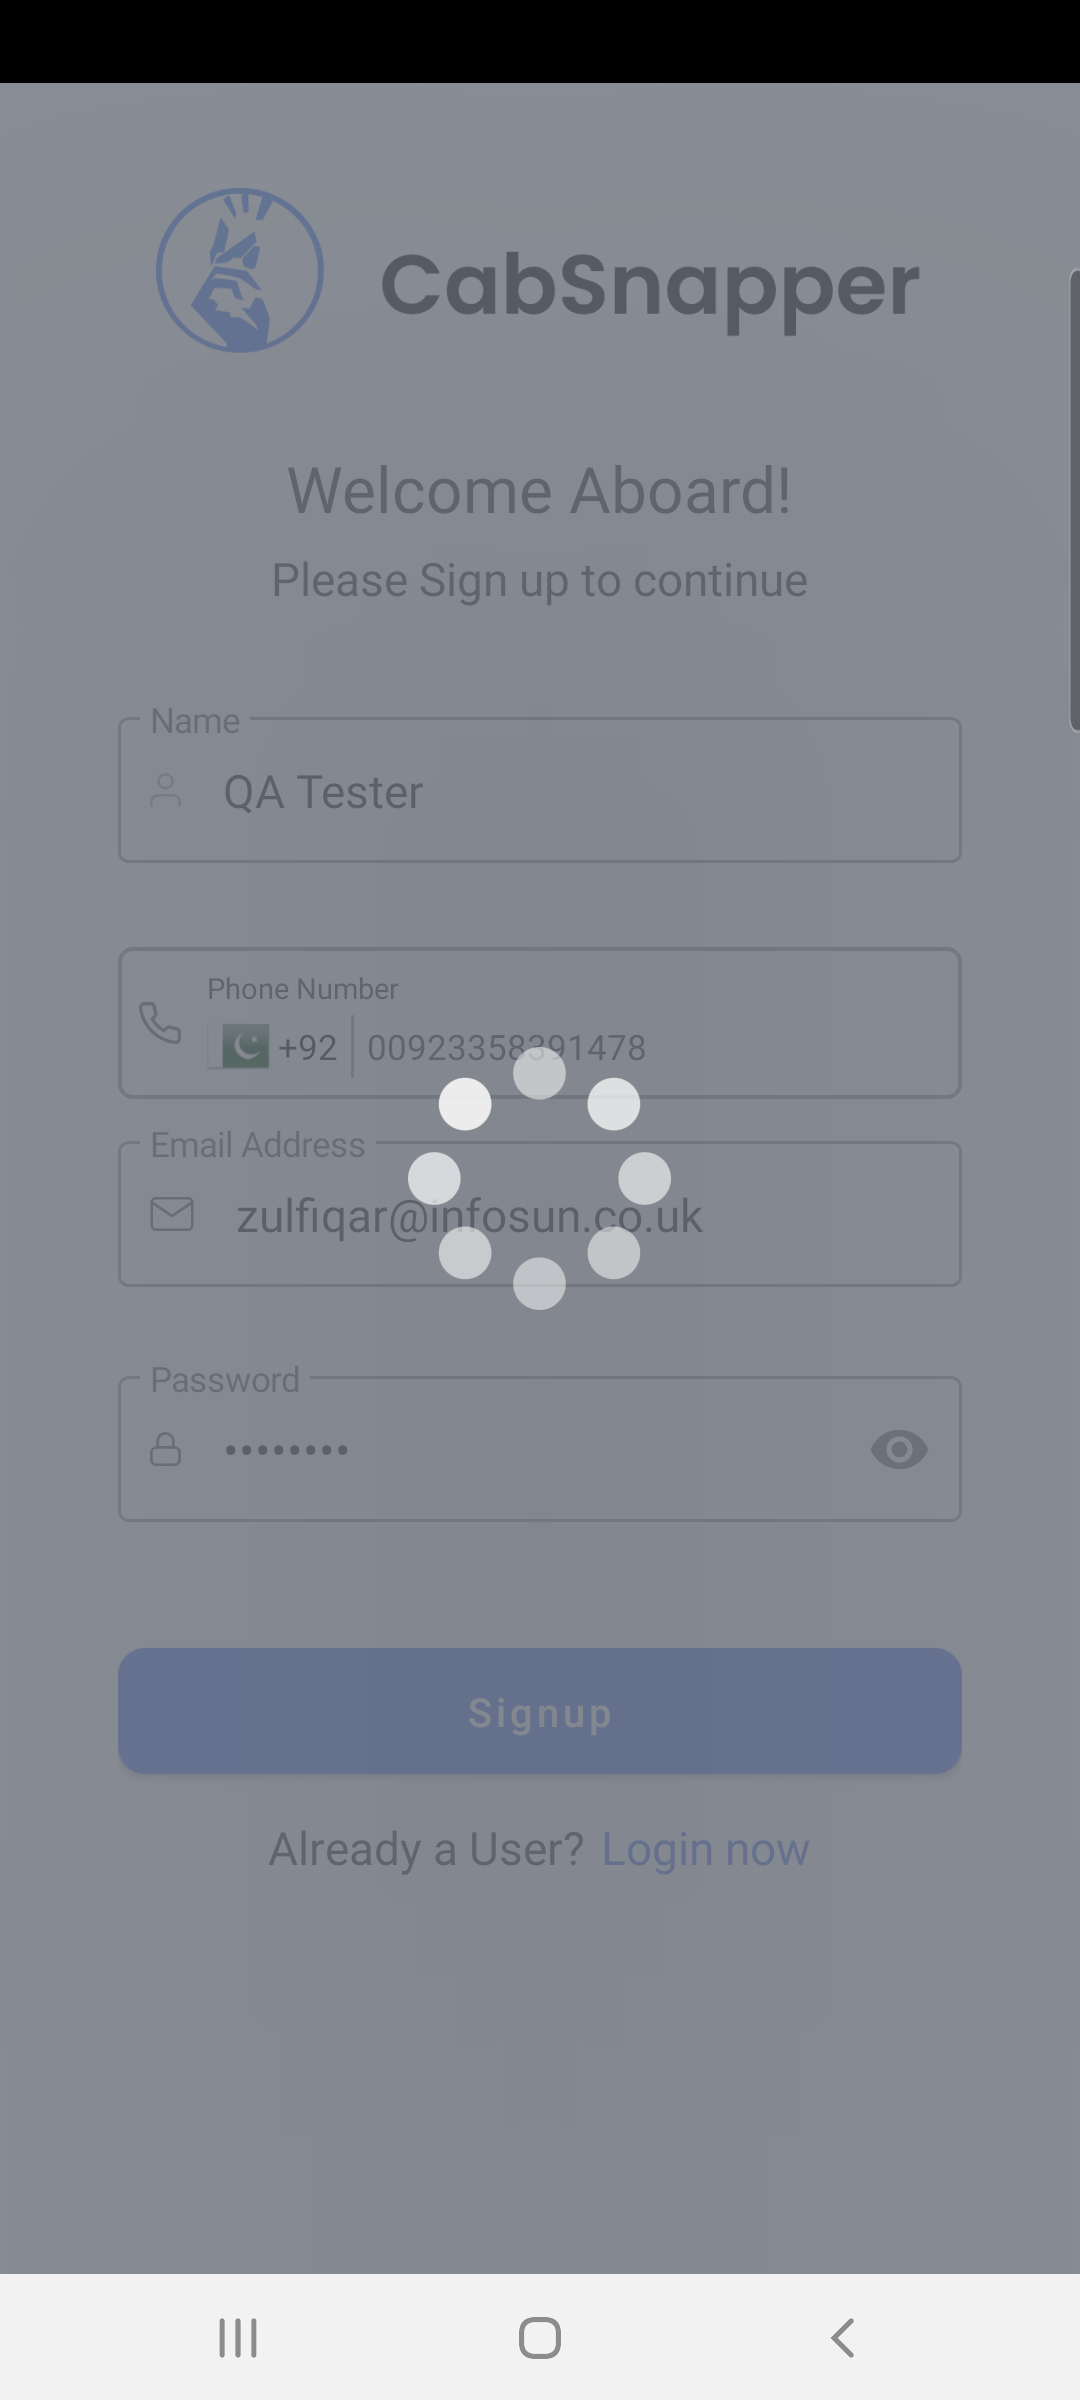 CabSnapper
Welcome Aboard!
Please Sign up to continue
Name
QA Tester
Phone Number
+92 00923358391478
Email Address
zulfiqar@infosun.co.uk
Password
••••••••
Signup
Already a User? Login now